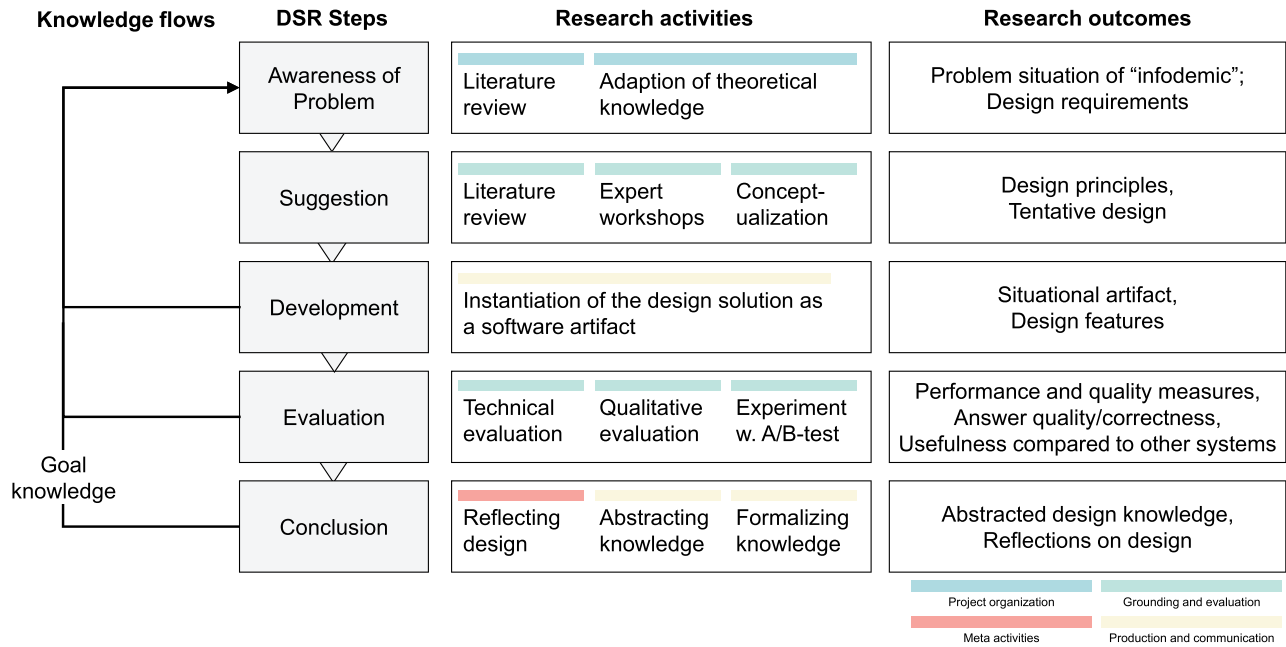 Knowledge flows
DSR Steps
Research activities
Research outcomes
Awareness of
Problem
Literature
review
Adaption of theoretical
knowledge
Problem situation of “infodemic”;
Design requirements
Suggestion
Literature
review
Expert
workshops
Concept-
ualization
Design principles,
Tentative design
Development
Instantiation of the design solution as
a software artifact
Situational artifact,
Design features
Evaluation
Technical
evaluation
Qualitative
evaluation
Experiment
w. A/B-test
Performance and quality measures,
Answer quality/correctness,
Usefulness compared to other systems
Goal
knowledge
Conclusion
Reflecting
design
Abstracting
knowledge
Formalizing
knowledge
Abstracted design knowledge,
Reflections on design
Project organization
Grounding and evaluation
Meta activities
Production and communication